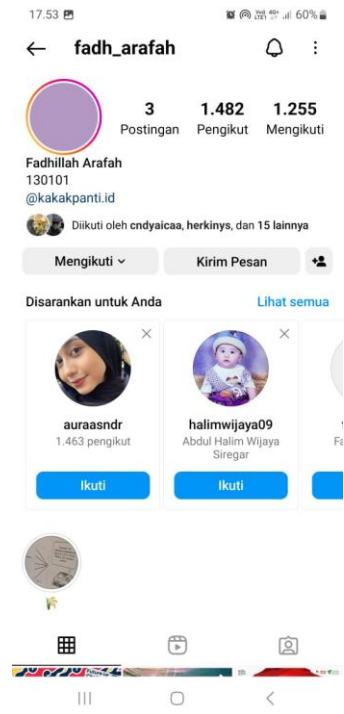 17.53
60%
fadh_arafah
3 1.482 1.255
Postingan Pengikut Mengikuti
Fadhillah Arafah
130101
@kakakpanti.id
Diikuti oleh cndyaicaa, herkinys, dan 15 lainnya
Mengikuti
Kirim Pesan
Disarankan untuk Anda Lihat semua
auraasndr
1.463 pengikut
Ikuti
halimwijaya09
Abdul Halim Wijaya
Siregar
Ikuti